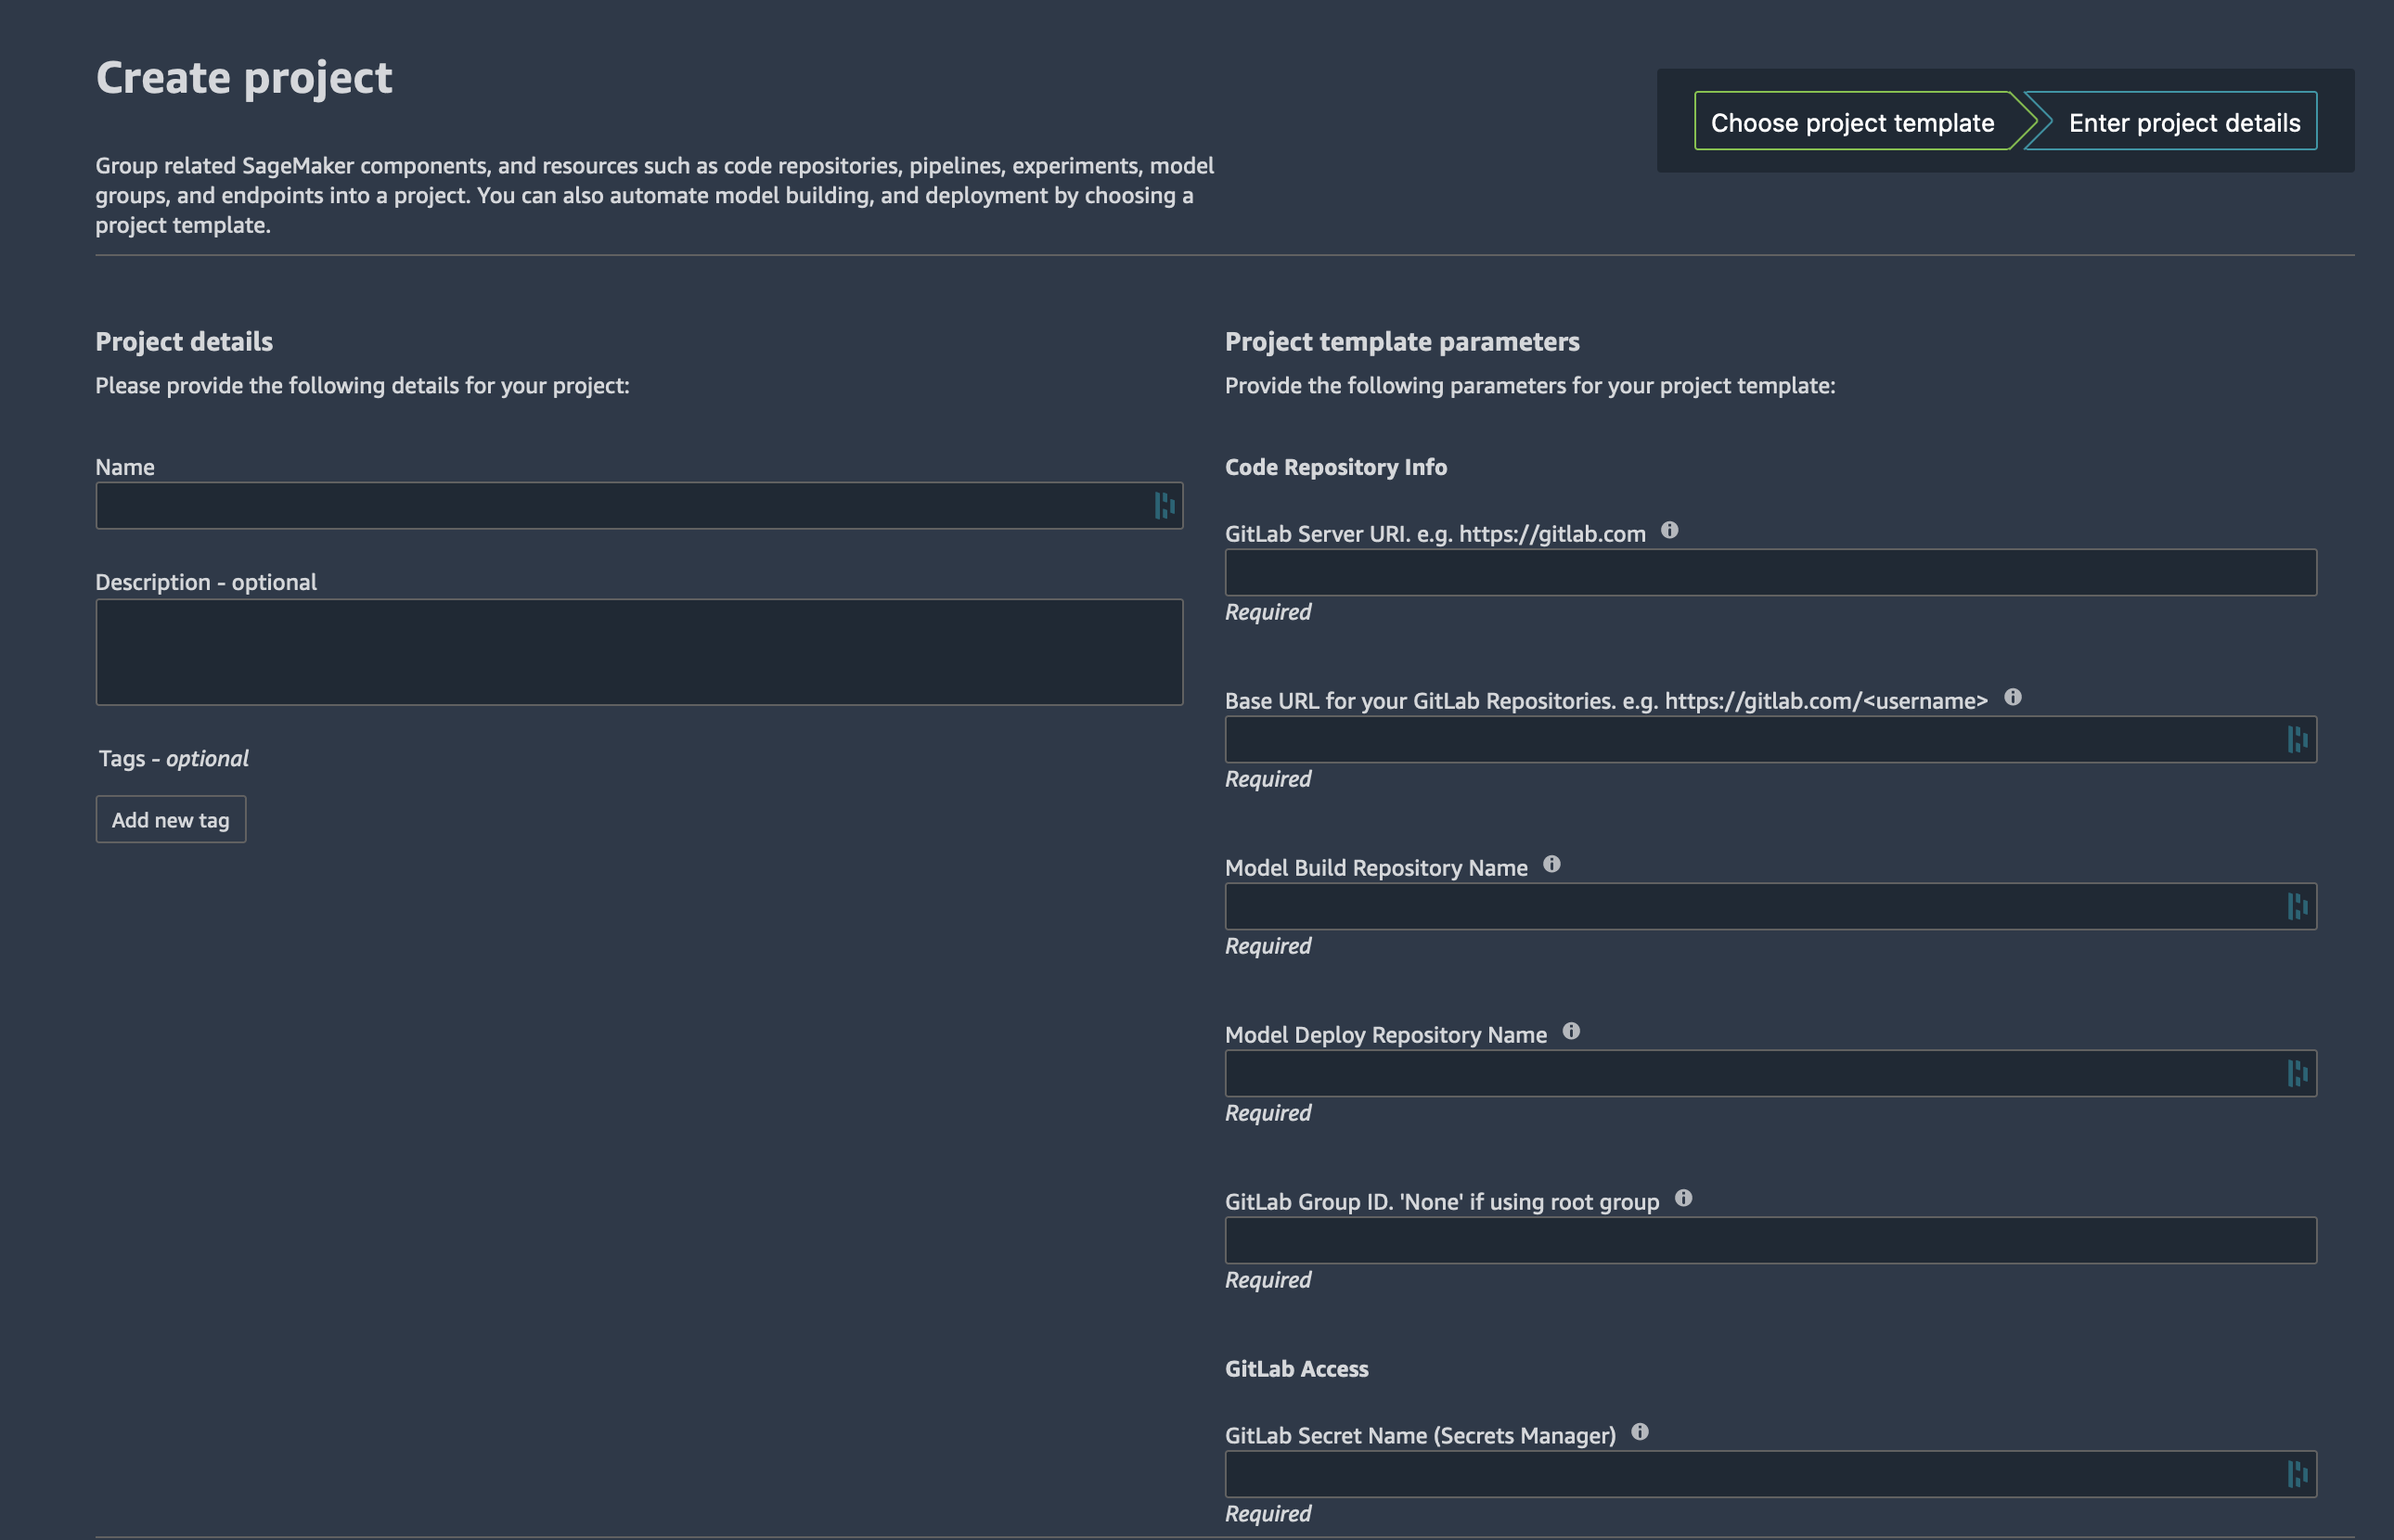 Create project
Choose project template
Enter project details
Group related SageMaker components, and resources such as code repositories, pipelines, experiments, model
groups, and endpoints into a project. You can also automate model building, and deployment by choosing a
project template.
Project details
Please provide the following details for your project:
Name
Description - optional
Tags - optional
Add new tag
Project template parameters
Provide the following parameters for your project template:
Code Repository Info
GitLab Server URI. e.g. https://gitlab.com
Required
Base URL for your GitLab Repositories. e.g. https://gitlab.com/<username>
Required
Model Build Repository Name
Required
Model Deploy Repository Name
Required
GitLab Group ID. 'None' if using root group
Required
GitLab Access
GitLab Secret Name (Secrets Manager)
Required